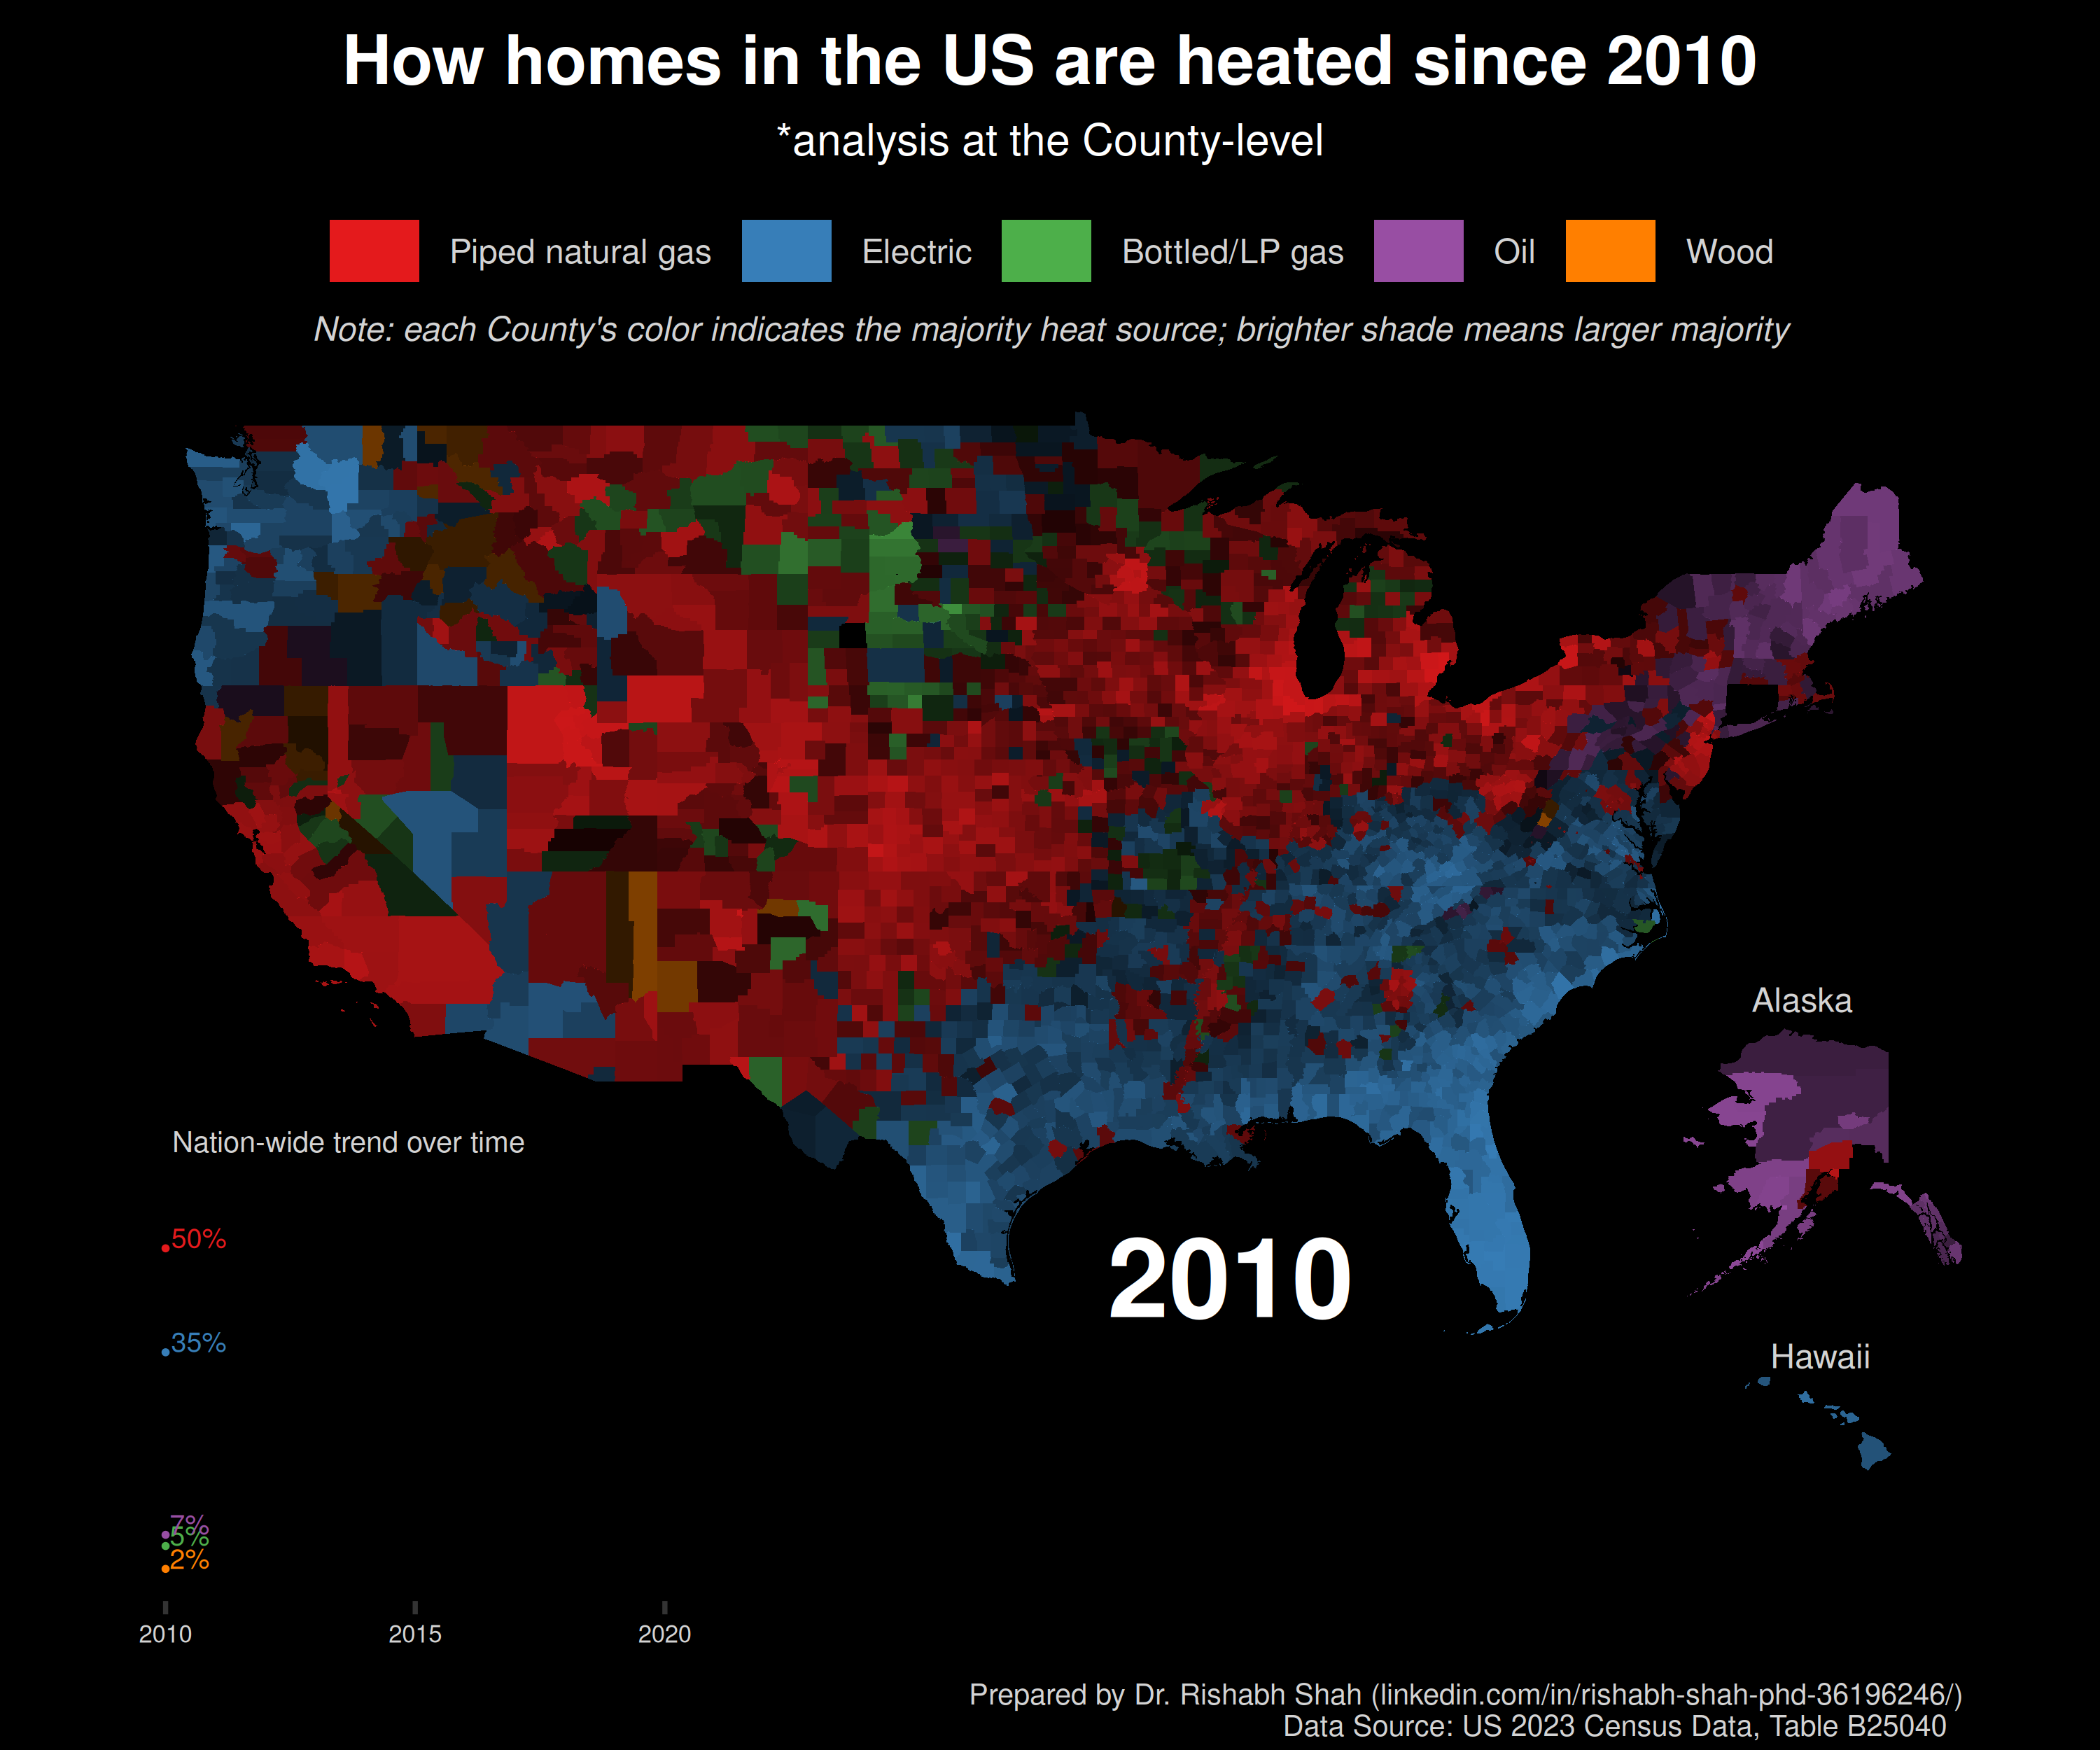 How homes in the US are heated since 2010
*analysis at the County-level
Piped natural gas Electric Bottled/LP gas Oil Wood
Note: each County's color indicates the majority heat source; brighter shade means larger majority
Alaska
Nation-wide trend over time
50%
2010
35%
Hawaii
7%
5%
2%
2010 2015 2020
Prepared by Dr. Rishabh Shah (linkedin.com/in/rishabh-shah-phd-36196246/)
Data Source: US 2023 Census Data, Table B25040